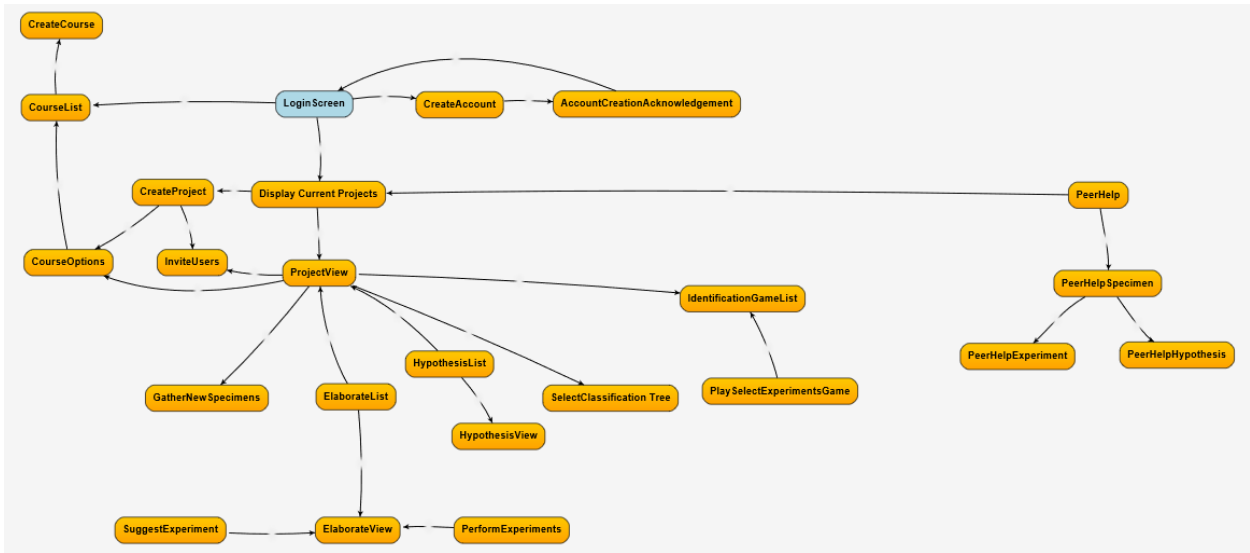 CreateCourse
CourseList
LoginScreen
CreateAccount
AccountCreationAcknowledgement
CreateProject
Display Current Projects
PeerHelp
CourseOptions
InviteUsers
ProjectView
PeerHelpSpecimen
IdentificationGameList
PeerHelpExperiment
PeerHelpHypothesis
HypothesisList
GatherNewSpecimens
ElaborateList
SelectClassification Tree
PlaySelectExperimentsGame
HypothesisView
SuggestExperiment
ElaborateView
PerformExperiments